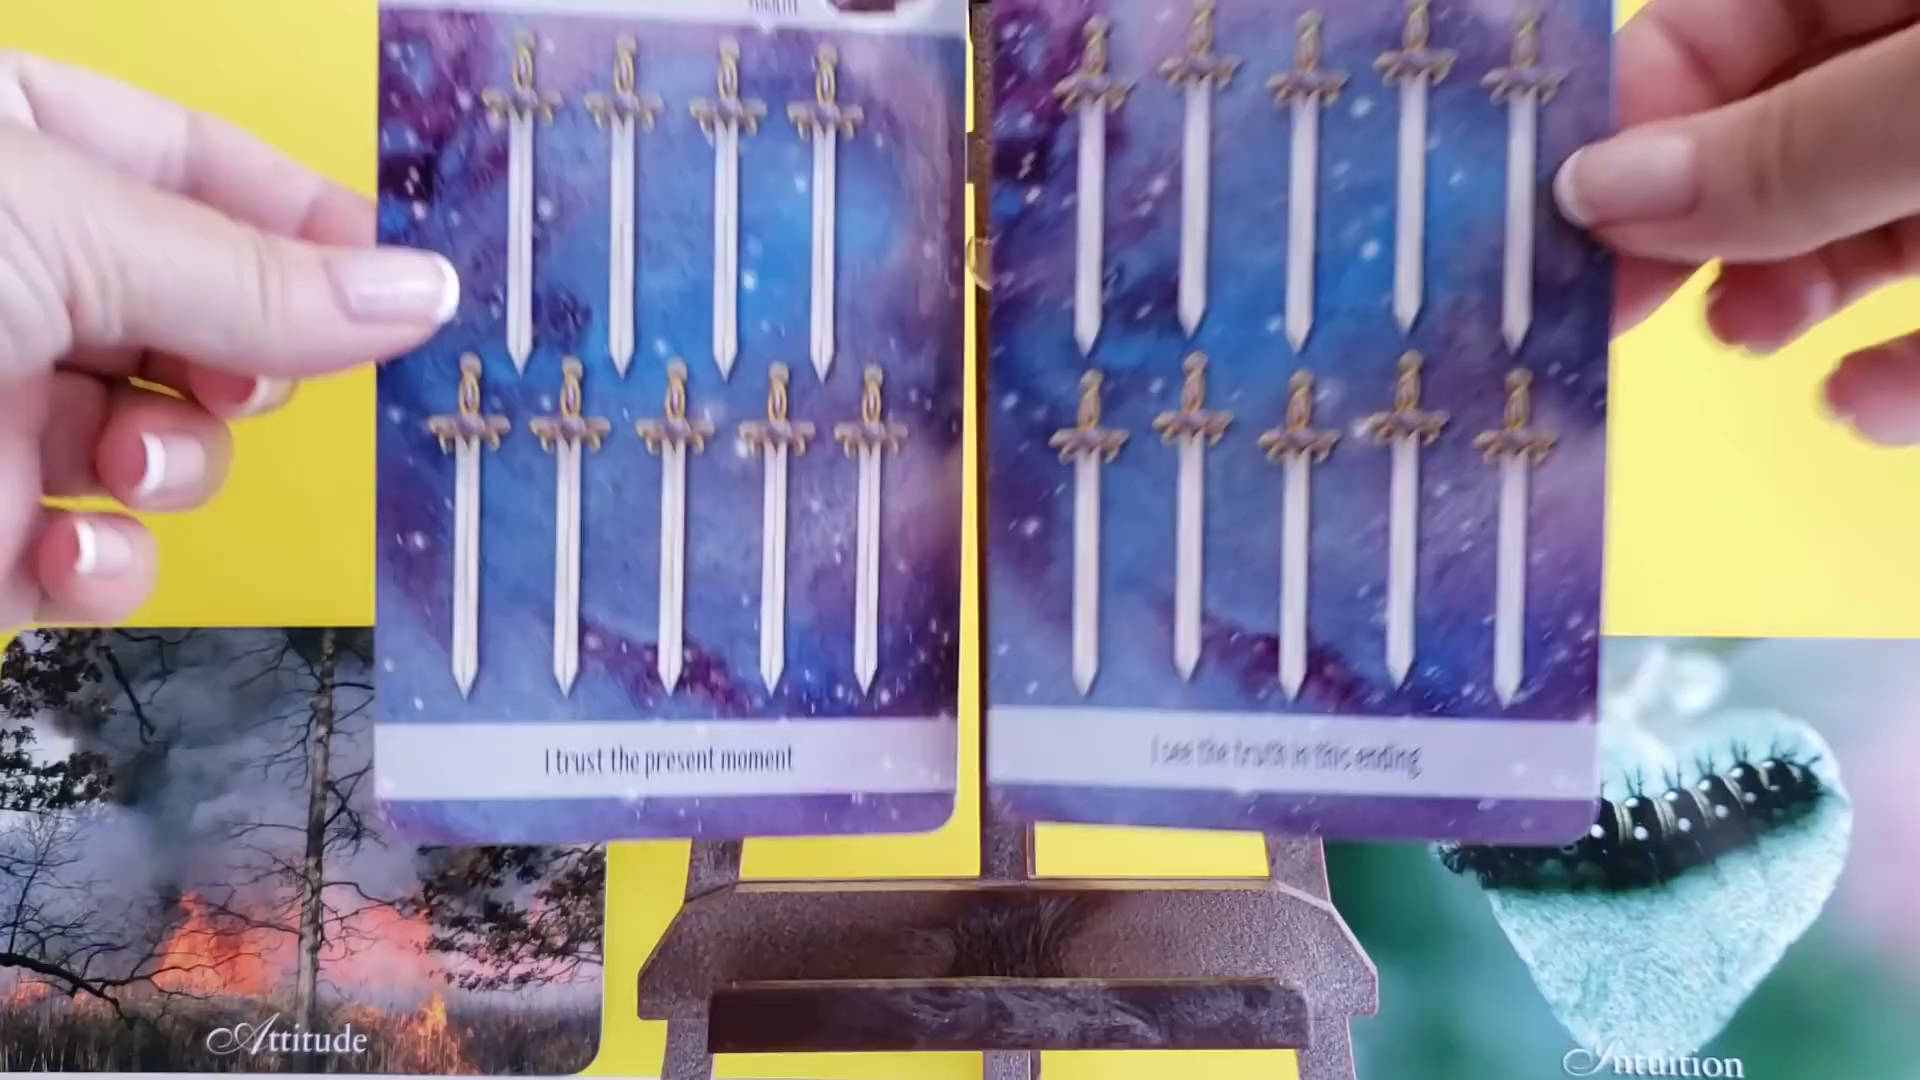 I trust the present moment
I see the truth in this ending
Attitude
Intuition